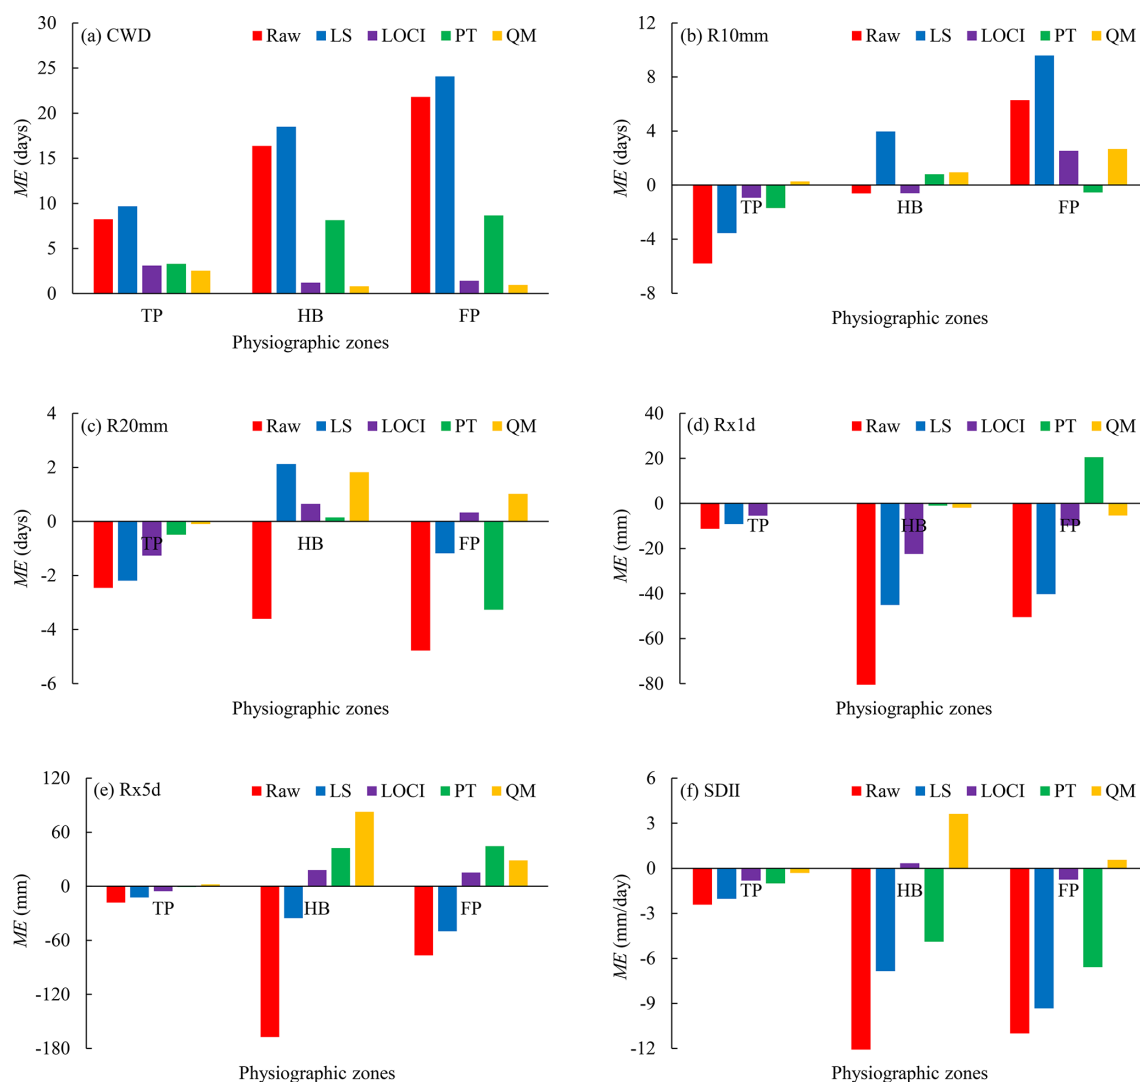 (a) CWD
Raw LS LOCI PT QM
ME (days)
30
25
20
15
10
5
0
TP HB FP
Physiographic zones
(b) R10mm
Raw LS LOCI PT QM
ME (days)
12
8
4
0
-4
-8
TP HB FP
Physiographic zones
(c) R20mm
Raw LS LOCI PT QM
ME (days)
4
2
0
-2
-4
-6
TP HB FP
Physiographic zones
(d) Rx1d
Raw LS LOCI PT QM
ME (mm)
40
20
0
-20
-40
-60
-80
TP HB FP
Physiographic zones
(e) Rx5d
Raw LS LOCI PT QM
ME (mm)
120
60
0
-60
-120
-180
TP HB FP
Physiographic zones
(f) SDII
Raw LS LOCI PT QM
ME (mm/day)
6
3
0
-3
-6
-9
-12
TP HB FP
Physiographic zones